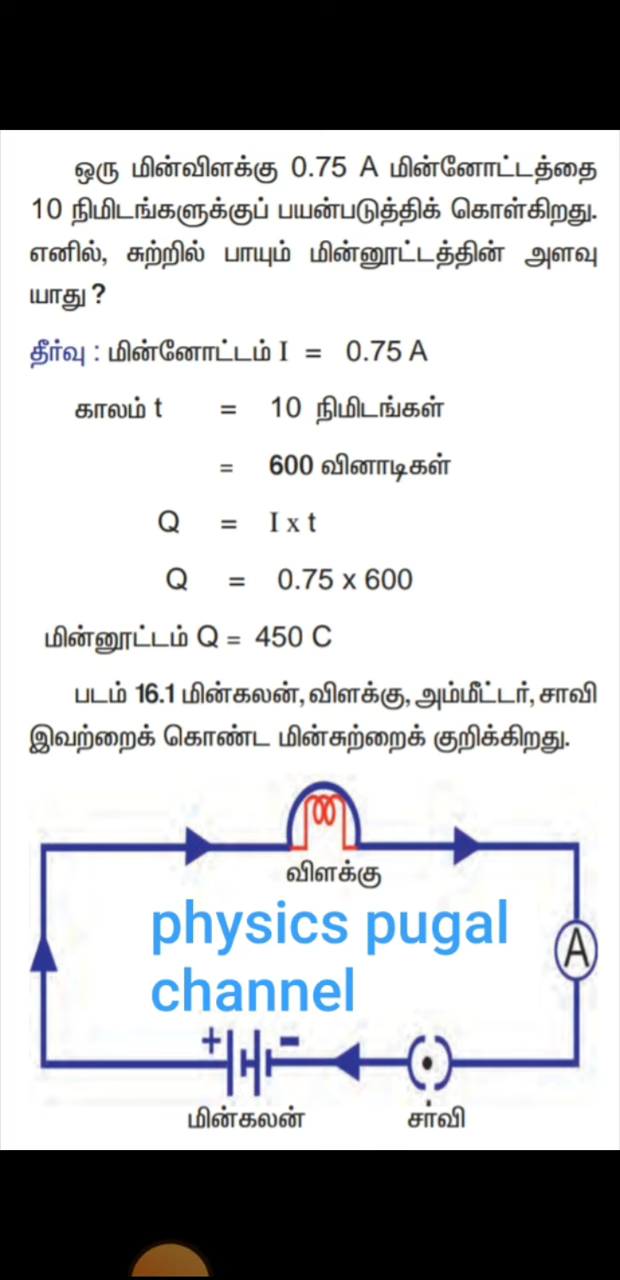 ஒரு மின்விளக்கு 0.75 A மின்னோட்டத்தை
10 நிமிடங்களுக்குப் பயன்படுத்திக் கொள்கிறது.
எனில், சுற்றில் பாயும் மின்னூட்டத்தின் அளவு
யாது ?
தீர்வு : மின்னோட்டம் I = 0.75 A
காலம் t = 10 நிமிடங்கள்
= 600 வினாடிகள்
Q = I x t
Q = 0.75 x 600
மின்னூட்டம் Q = 450 C
படம் 16.1 மின்கலன், விளக்கு, அம்மீட்டர், சாவி
இவற்றைக் கொண்ட மின்சுற்றைக் குறிக்கிறது.
விளக்கு
physics pugal
channel
A
+ -
மின்கலன் சாவி